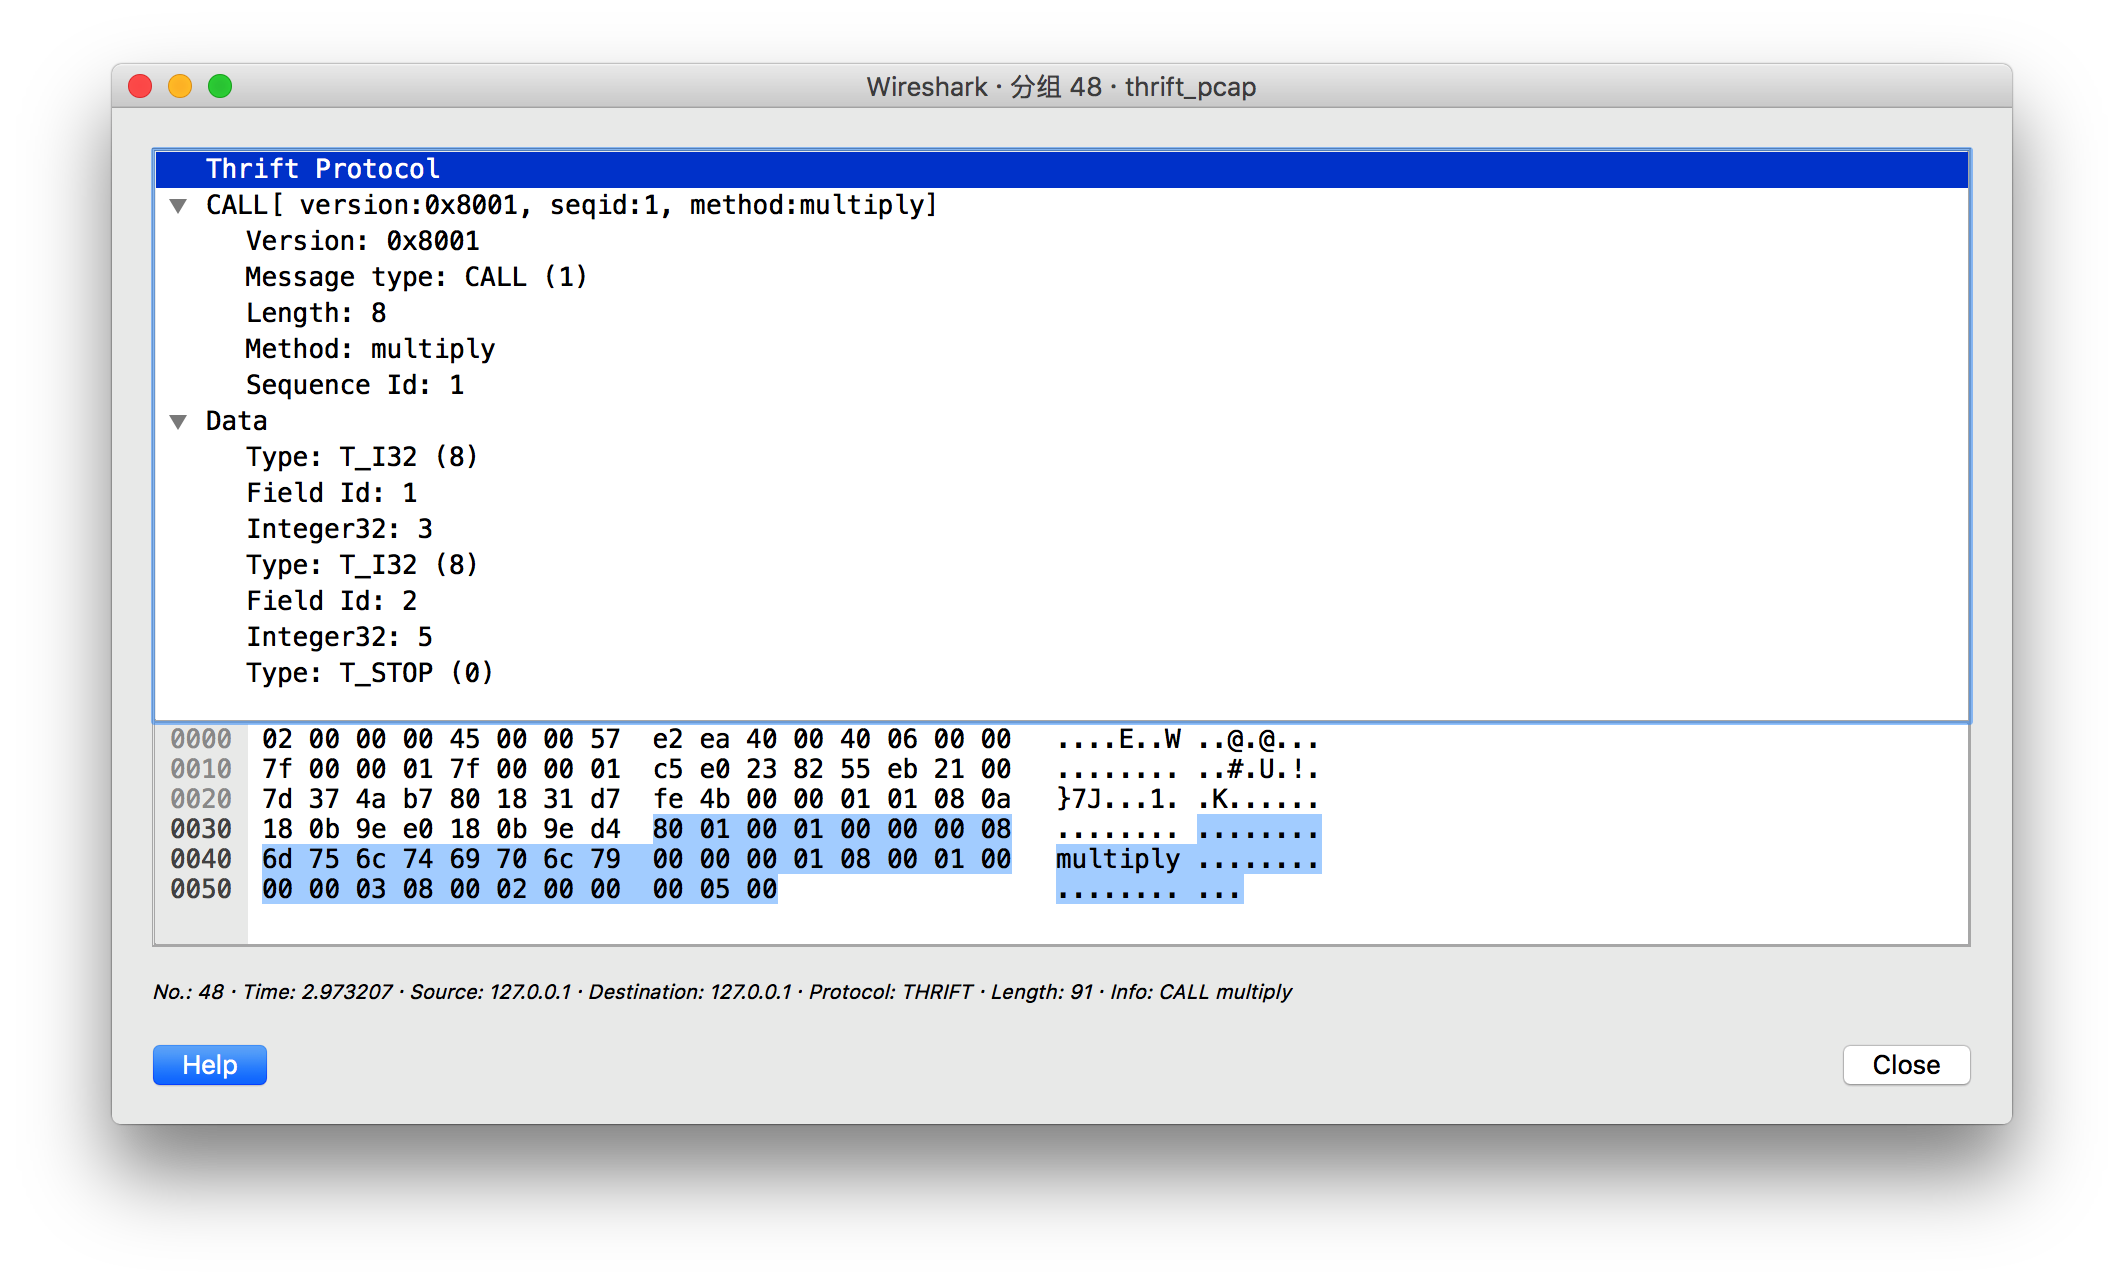 Wireshark · 分组 48 · thrift_pcap
Thrift Protocol
CALL[ version:0x8001, seqid:1, method:multiply]
Version: 0x8001
Message type: CALL (1)
Length: 8
Method: multiply
Sequence Id: 1
Data
Type: T_I32 (8)
Field Id: 1
Integer32: 3
Type: T_I32 (8)
Field Id: 2
Integer32: 5
Type: T_STOP (0)
0000 02 00 00 00 45 00 00 57 e2 ea 40 00 40 06 00 00 ....E..W ..@.@...
0010 7f 00 00 01 7f 00 00 01 c5 e0 23 82 55 eb 21 00 ........ ..#.U.!.
0020 7d 37 4a b7 80 18 31 d7 fe 4b 00 00 01 01 08 0a }7J...1. .K......
0030 18 0b 9e e0 18 0b 9e d4 80 01 00 01 00 00 00 08 ........ ........
0040 6d 75 6c 74 69 70 6c 79 00 00 00 01 08 00 01 00 multiply ........
0050 00 00 03 08 00 02 00 00 00 05 00 ........ ...
No.: 48 · Time: 2.973207 · Source: 127.0.0.1 · Destination: 127.0.0.1 · Protocol: THRIFT · Length: 91 · Info: CALL multiply
Help
Close